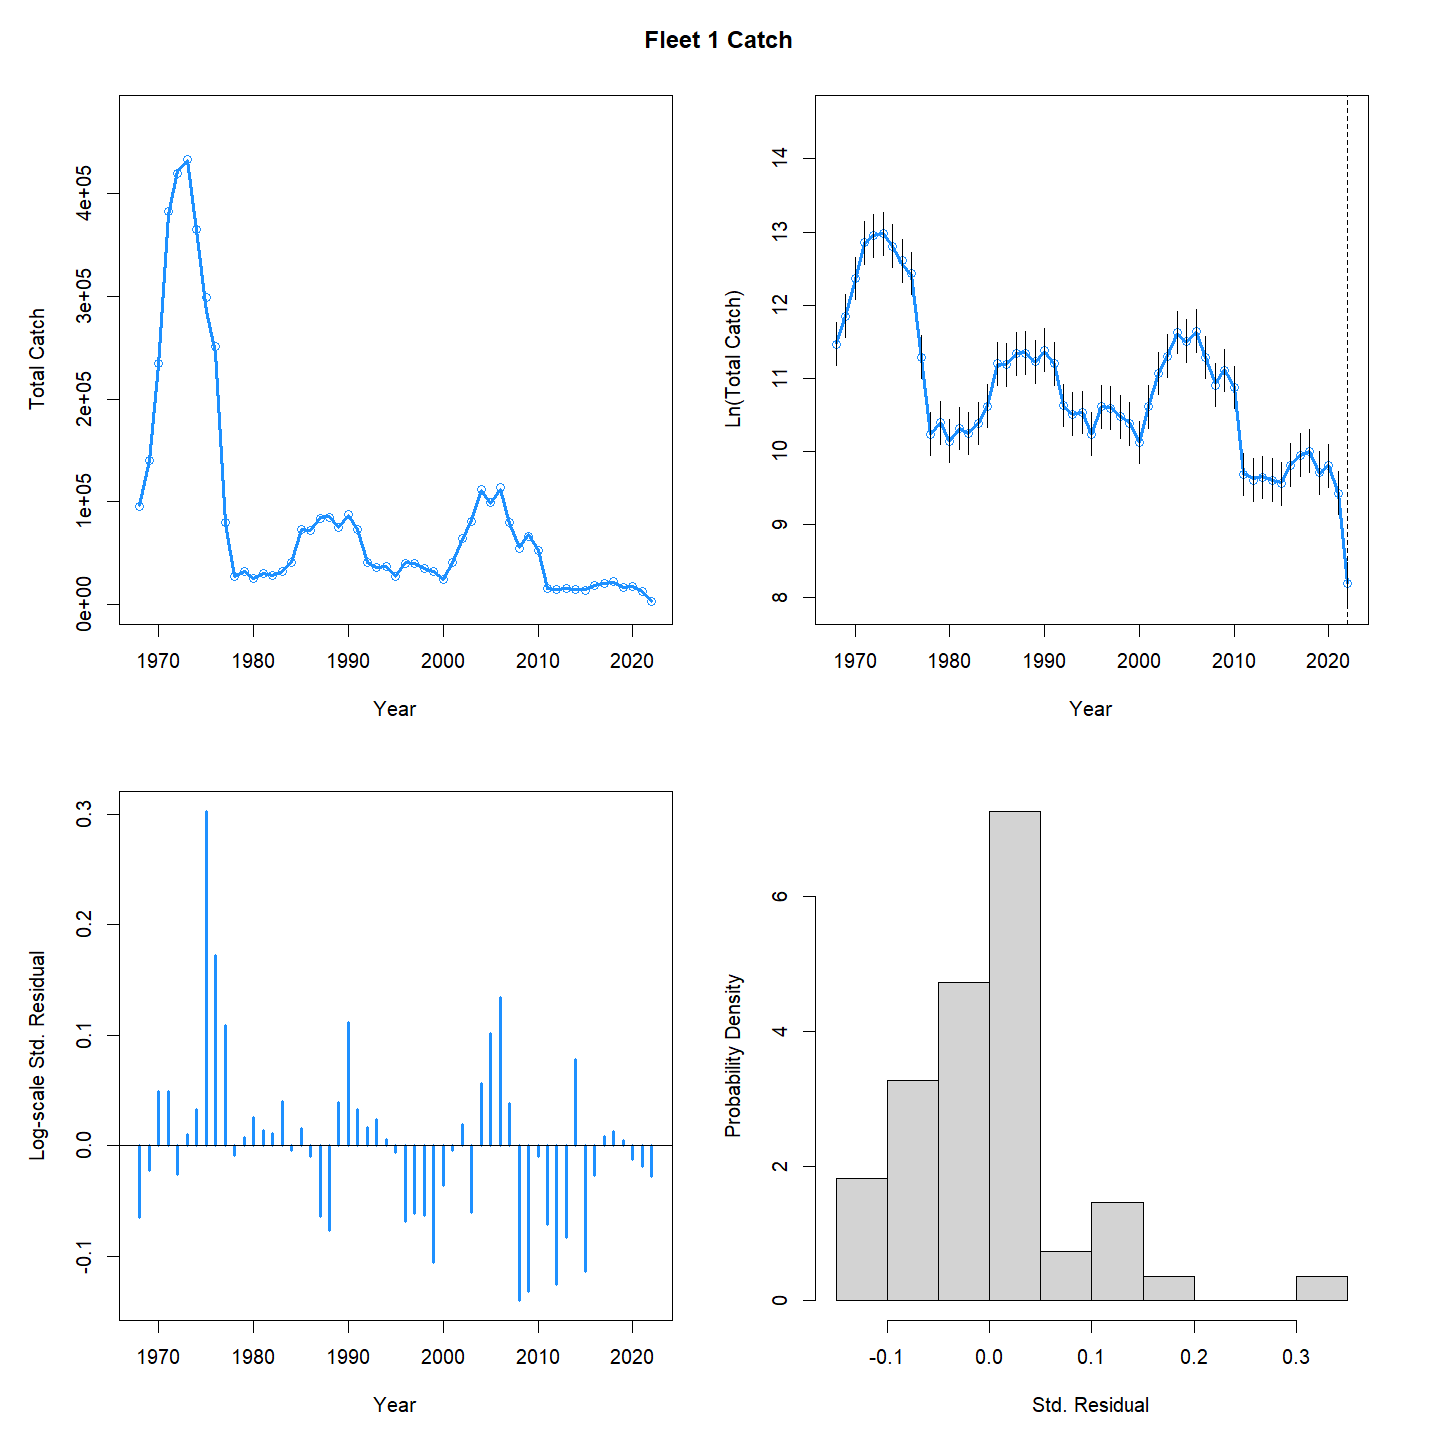 Fleet 1 Catch
Total Catch
0e+00 1e+05 2e+05 3e+05 4e+05
1970 1980 1990 2000 2010 2020
Year
Ln(Total Catch)
8 9 10 11 12 13 14
1970 1980 1990 2000 2010 2020
Year
Log-scale Std. Residual
-0.1 0.0 0.1 0.2 0.3
1970 1980 1990 2000 2010 2020
Year
Probability Density
0 2 4 6
-0.1 0.0 0.1 0.2 0.3
Std. Residual